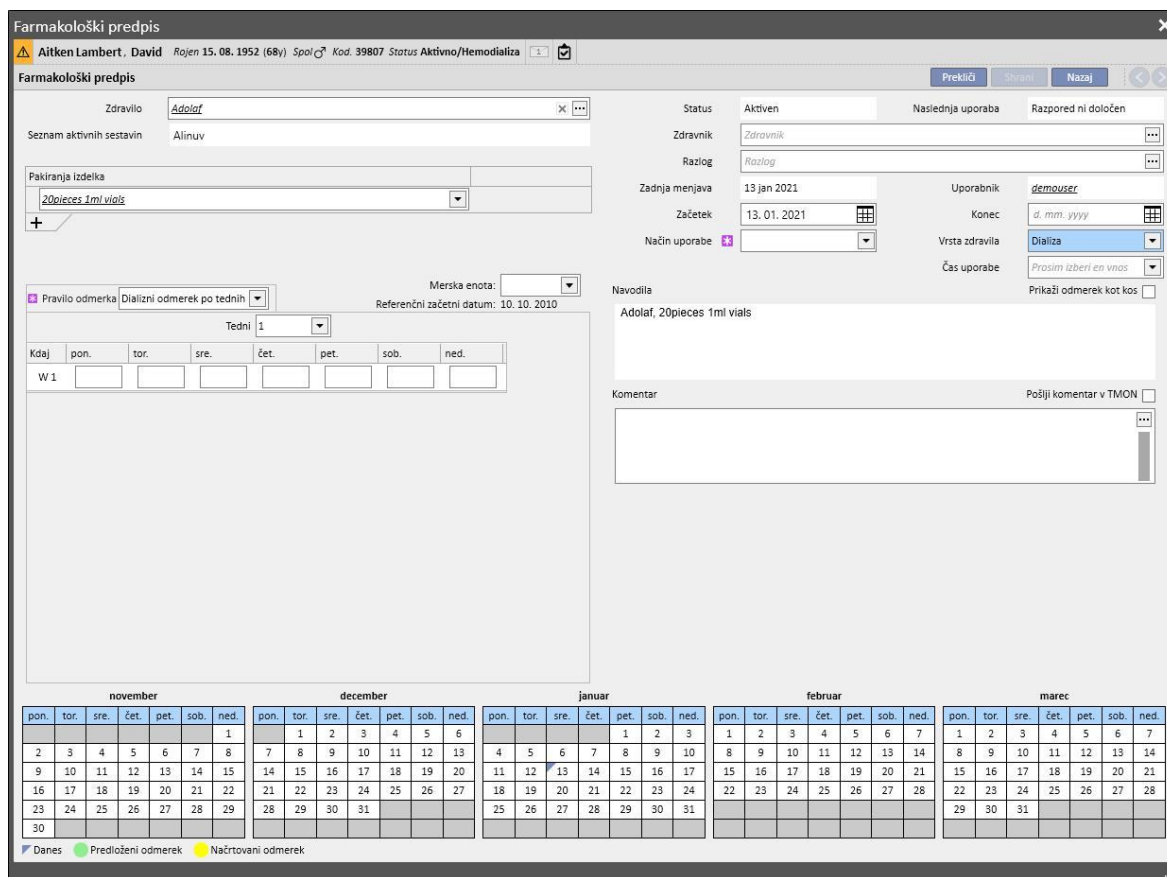 Farmakološki predpis
Aitken Lambert, David Rojen 15. 08. 1952 (68y) Spol Kod. 39807 Status Aktivno/Hemodializa 1
Farmakološki predpis Prekliči Shrani Nazaj
Zdravilo Adolaf
Seznam aktivnih sestavin Alinuv
Pakiranja izdelka
20pieces 1ml vials
Status Aktiven Naslednja uporaba Razpored ni določen
Zdravnik Zdravnik
Razlog Razlog
Zadnja menjava 13 jan 2021 Uporabnik demouser
Začetek 13. 01. 2021 Konec d. mm. yyyy
Način uporabe Vrsta zdravila Dializa
Čas uporabe Prosim izberi en vnos
Merska enota:
Pravilo odmerka Dializni odmerek po tednih Referenčni začetni datum: 10. 10. 2010
Tedni 1
Kdaj pon. tor. sre. čet. pet. sob. ned.
W 1
Navodila Prikaži odmerek kot kos
Adolaf, 20pieces 1ml vials
Komentar Pošlji komentar v TMON
november december januar februar marec
pon. tor. sre. čet. pet. sob. ned. pon. tor. sre. čet. pet. sob. ned. pon. tor. sre. čet. pet. sob. ned. pon. tor. sre. čet. pet. sob. ned. pon. tor. sre. čet. pet. sob. ned.
1 1 2 3 4 5 6 1 2 3 1 2 3 4 5 6 7 1 2 3 4 5 6 7
2 3 4 5 6 7 8 7 8 9 10 11 12 13 4 5 6 7 8 9 10 8 9 10 11 12 13 14 8 9 10 11 12 13 14
9 10 11 12 13 14 15 14 15 16 17 18 19 20 11 12 13 14 15 16 17 15 16 17 18 19 20 21 15 16 17 18 19 20 21
16 17 18 19 20 21 22 21 22 23 24 25 26 27 18 19 20 21 22 23 24 22 23 24 25 26 27 28 22 23 24 25 26 27 28
23 24 25 26 27 28 29 28 29 30 31 25 26 27 28 29 30 31 29 30 31
30
Danes Predloženi odmerek Načrtovani odmerek